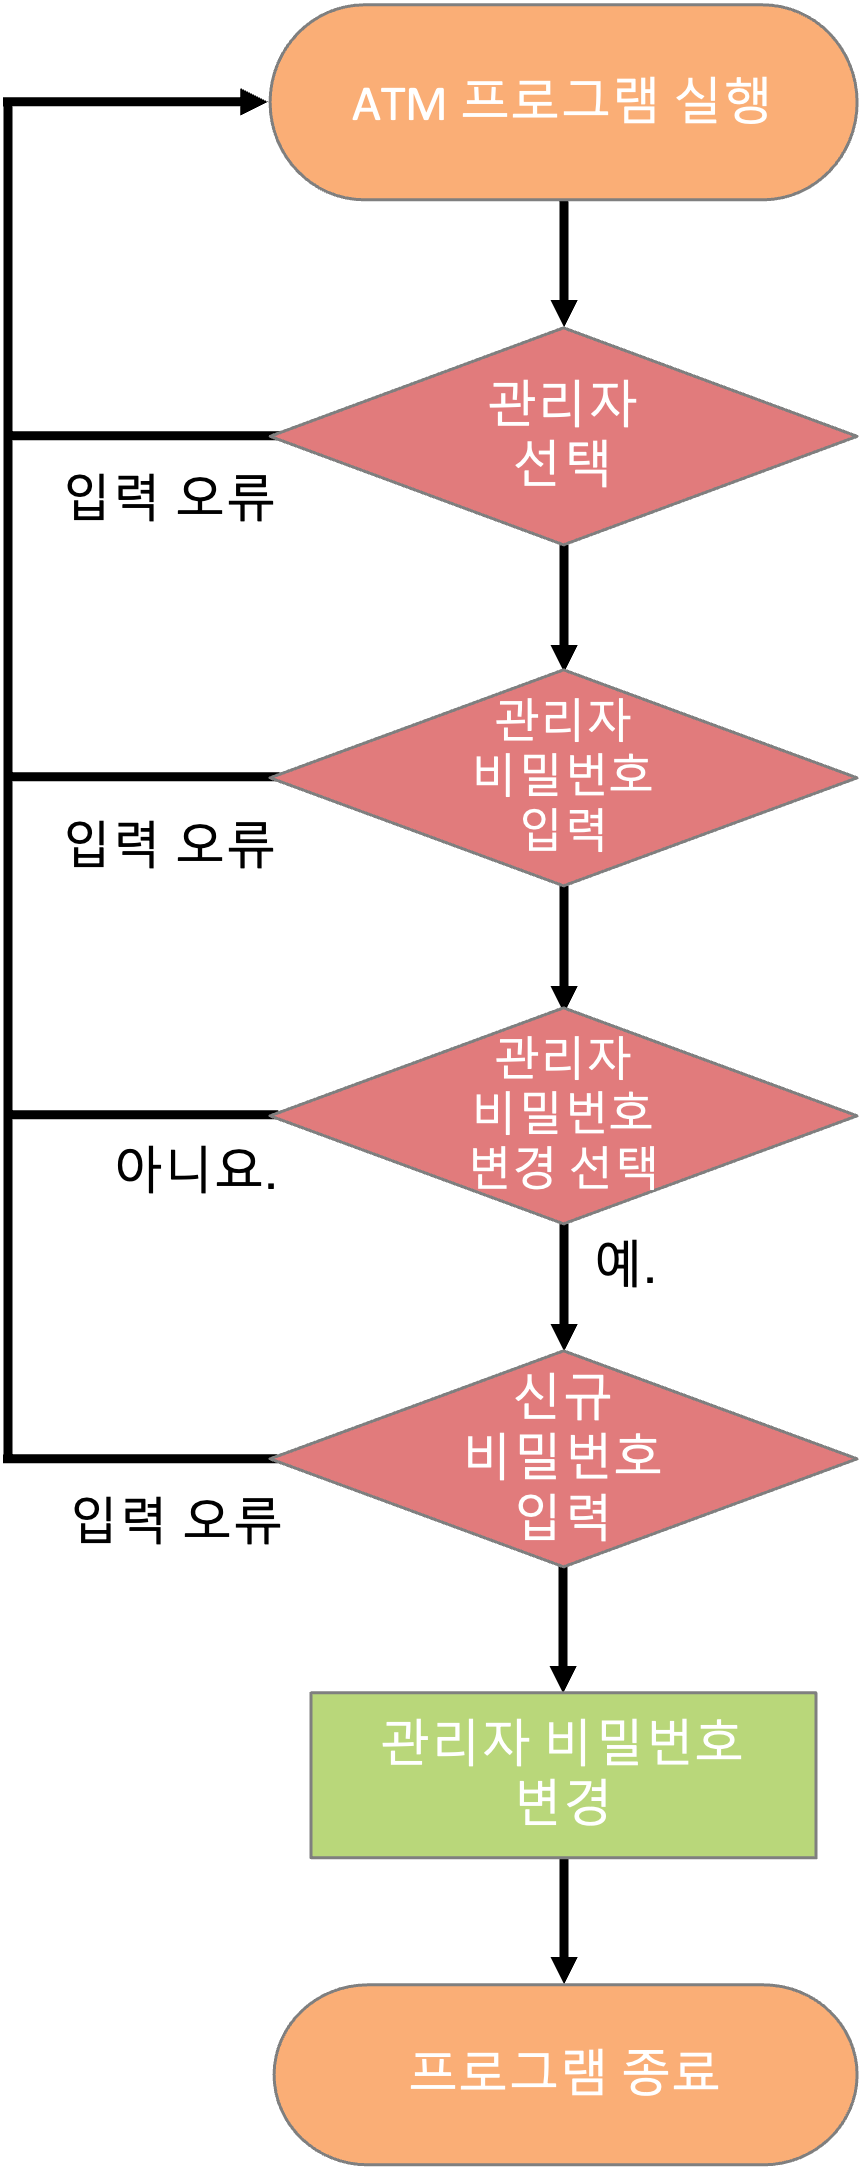 ATM 프로그램 실행
관리자
선택
입력 오류
관리자
비밀번호
입력
입력 오류
관리자
비밀번호
변경 선택
아니요.
예.
신규
비밀번호
입력
입력 오류
관리자 비밀번호
변경
프로그램 종료